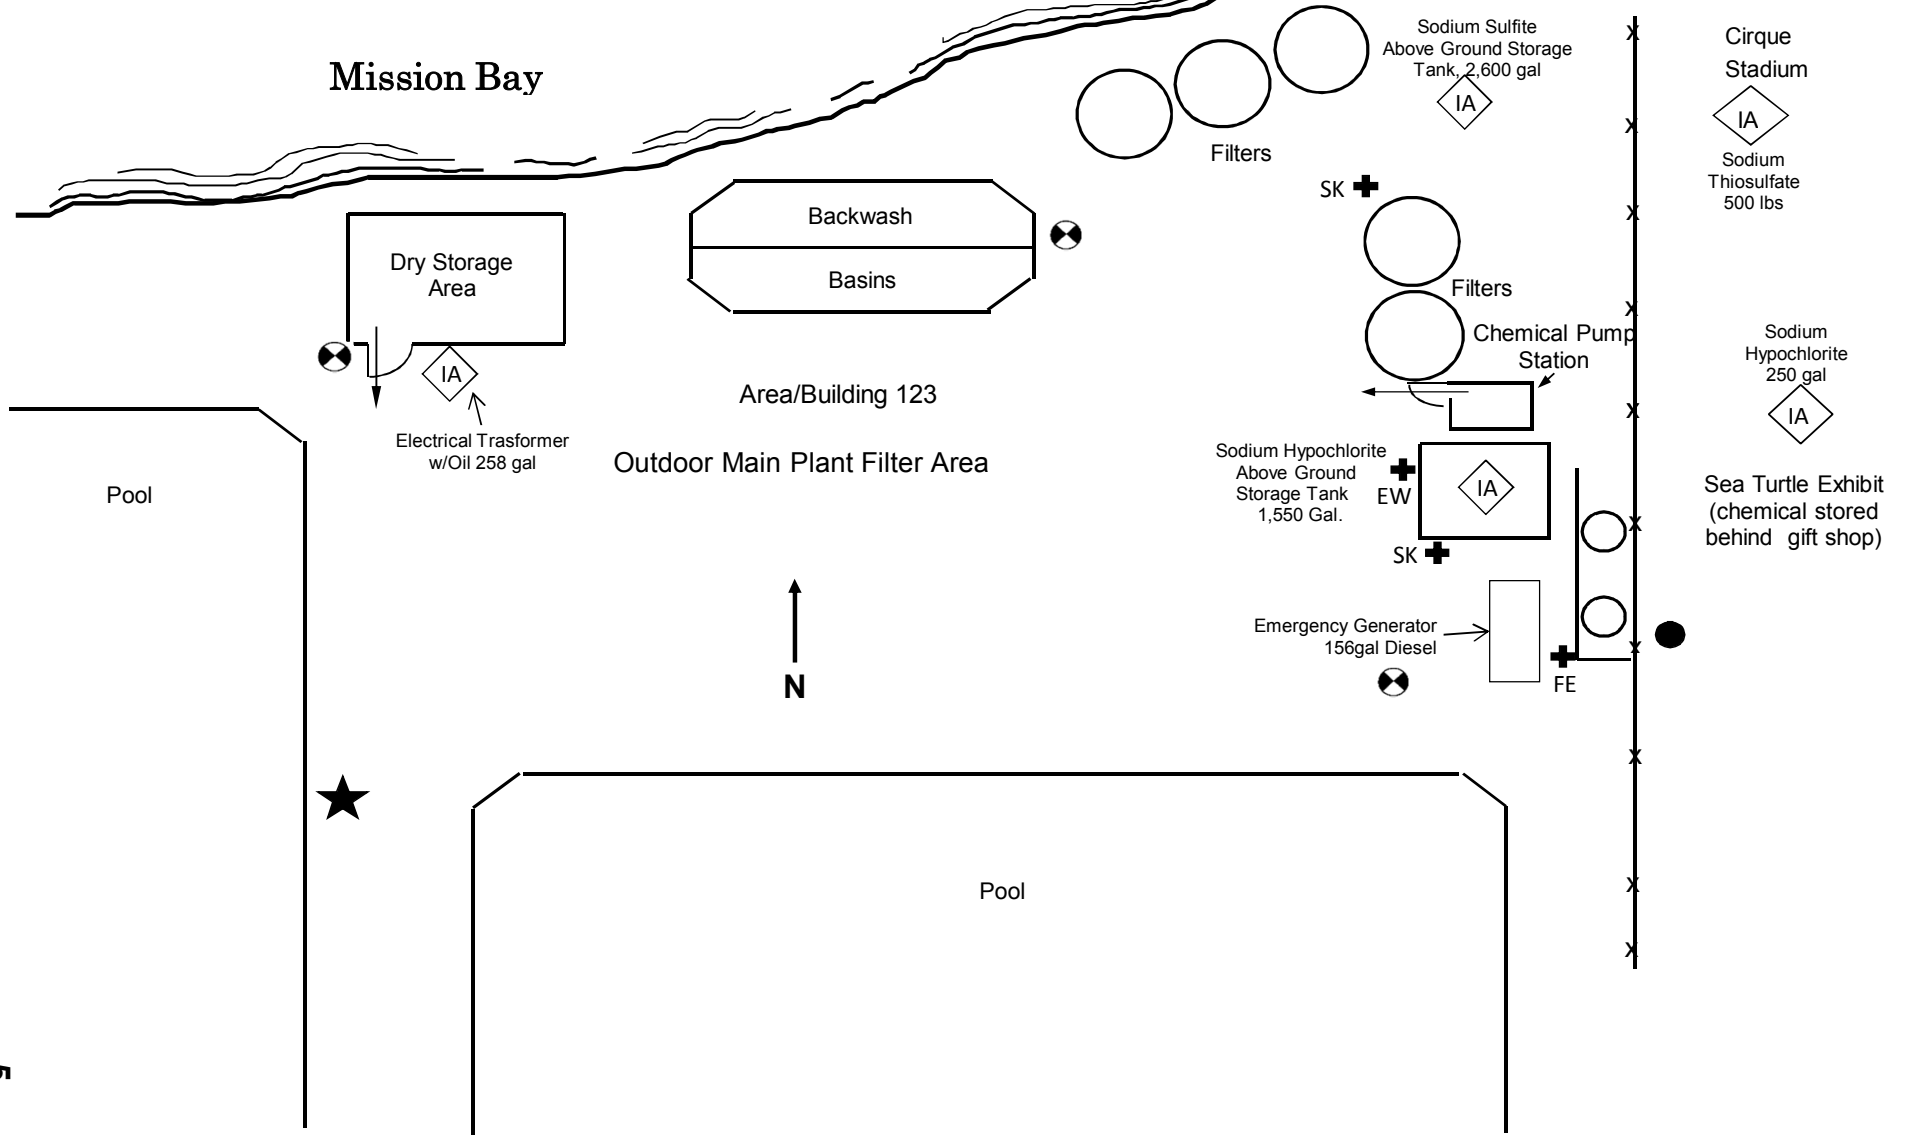 Mission Bay
Sodium Sulfite
Above Ground Storage
Tank, 2,600 gal
IA
Cirque
Stadium
IA
Sodium
Thiosulfate
500 lbs
Filters
SK
Backwash
Basins
Dry Storage
Area
IA
Electrical Trasformer
w/Oil 258 gal
Filters
Chemical Pump
Station
Sodium
Hypochlorite
250 gal
IA
Area/Building 123
Outdoor Main Plant Filter Area
Sodium Hypochlorite
Above Ground
Storage Tank
1,550 Gal.
EW
IA
SK
Sea Turtle Exhibit
(chemical stored
behind gift shop)
Pool
Emergency Generator
156gal Diesel
FE
N
Pool
X
X
X
X
X
X
X
X
X
X